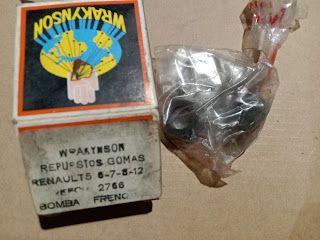 WRAKYNSON
WRAKYNSON
REPUESTOS GOMAS
RENAULTS 6-7-8-12
2766
BOMBA FRENO